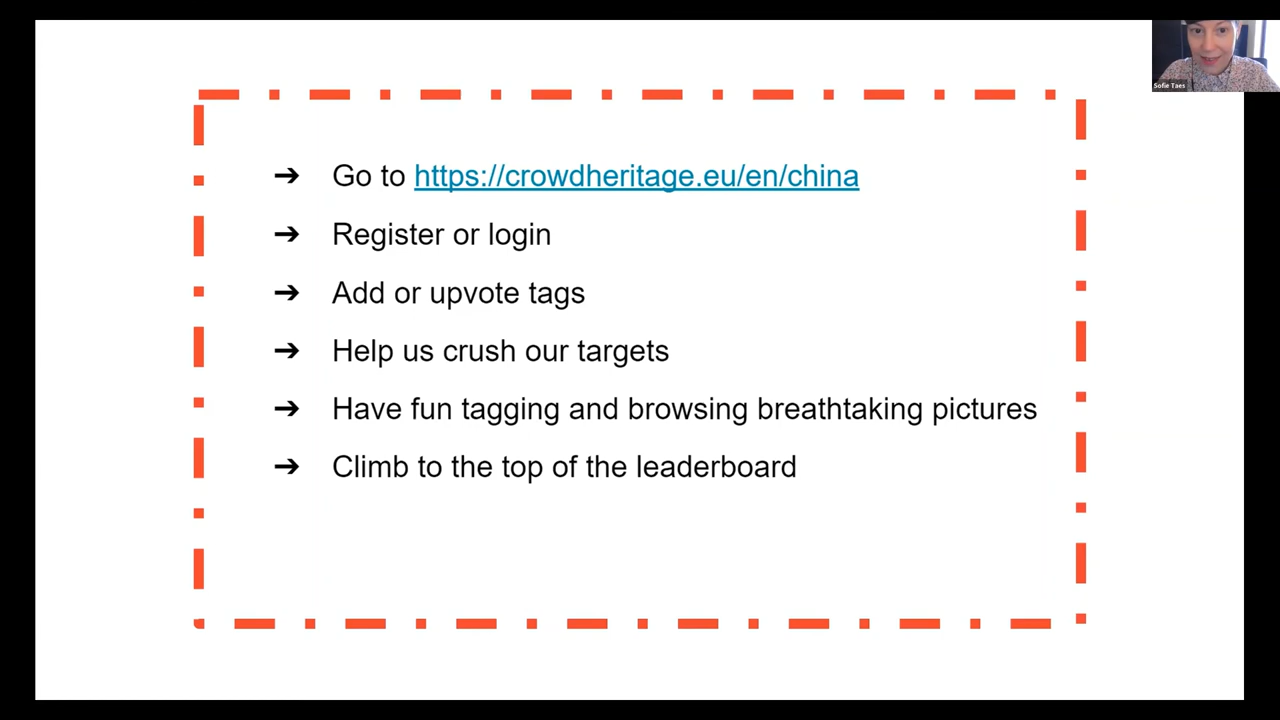 Sofie Taes
➔ Go to https://crowdheritage.eu/en/china
➔ Register or login
➔ Add or upvote tags
➔ Help us crush our targets
➔ Have fun tagging and browsing breathtaking pictures
➔ Climb to the top of the leaderboard